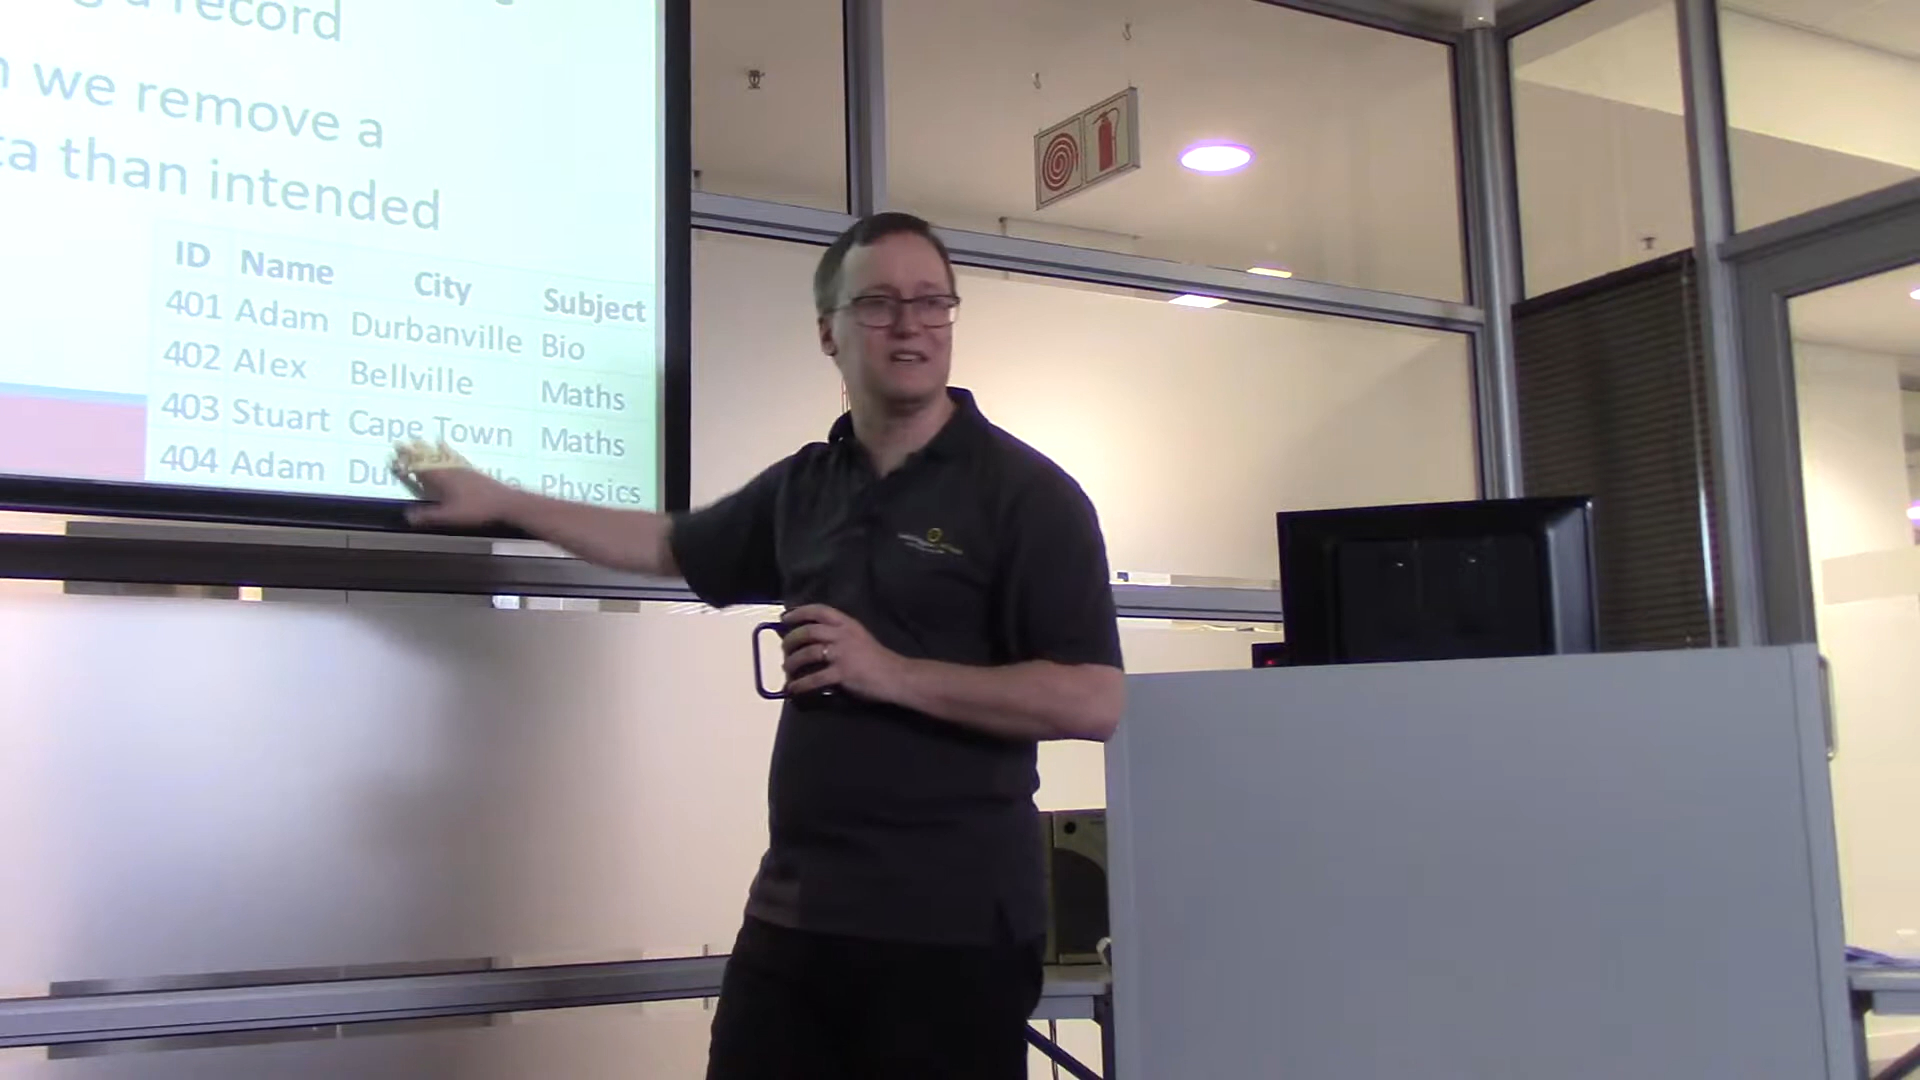 g a record
we remove a
ta than intended
ID Name City Subject
401 Adam Durbanville Bio
402 Alex Bellville Maths
403 Stuart Cape Town Maths
404 Adam Physics